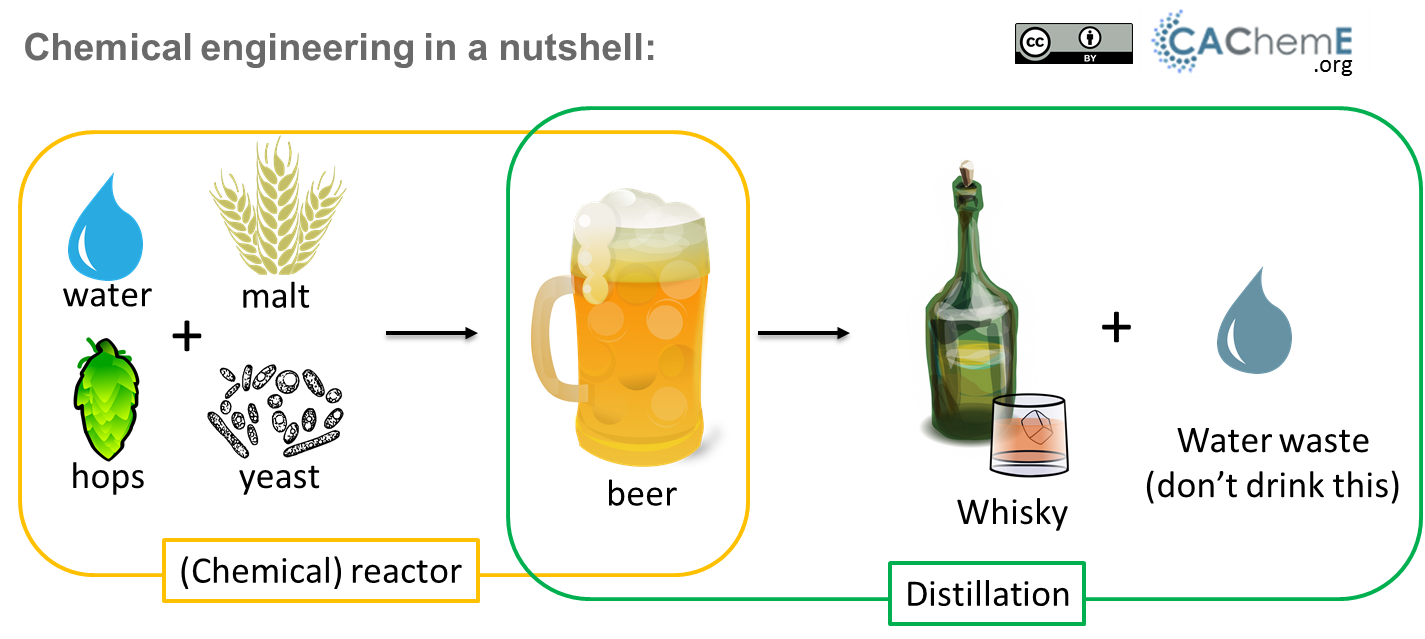 Chemical engineering in a nutshell:
cc
BY
CAChemE
.org
water
malt
+
hops
yeast
(Chemical) reactor
beer
Whisky
+
Water waste
(don’t drink this)
Distillation